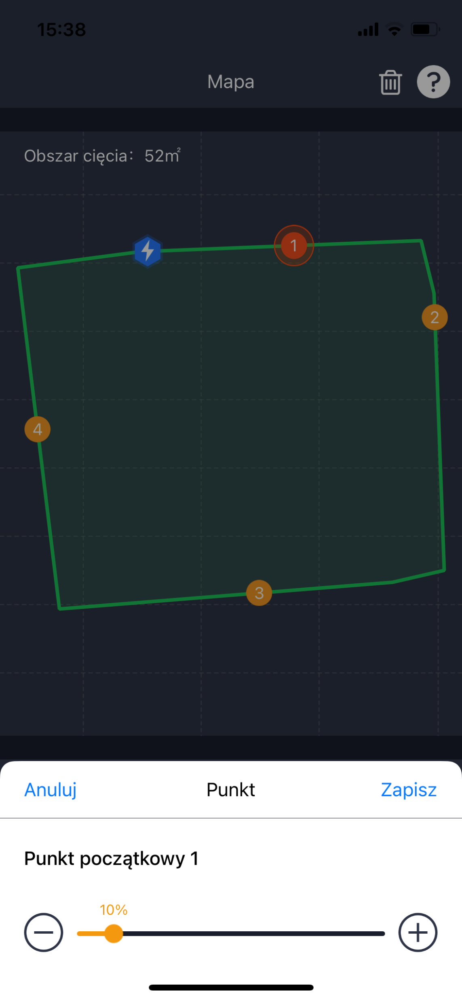 15:38
Mapa
?
Obszar cięcia: 52㎡
1
2
4
3
Anuluj
Punkt
Zapisz
Punkt początkowy 1
10%